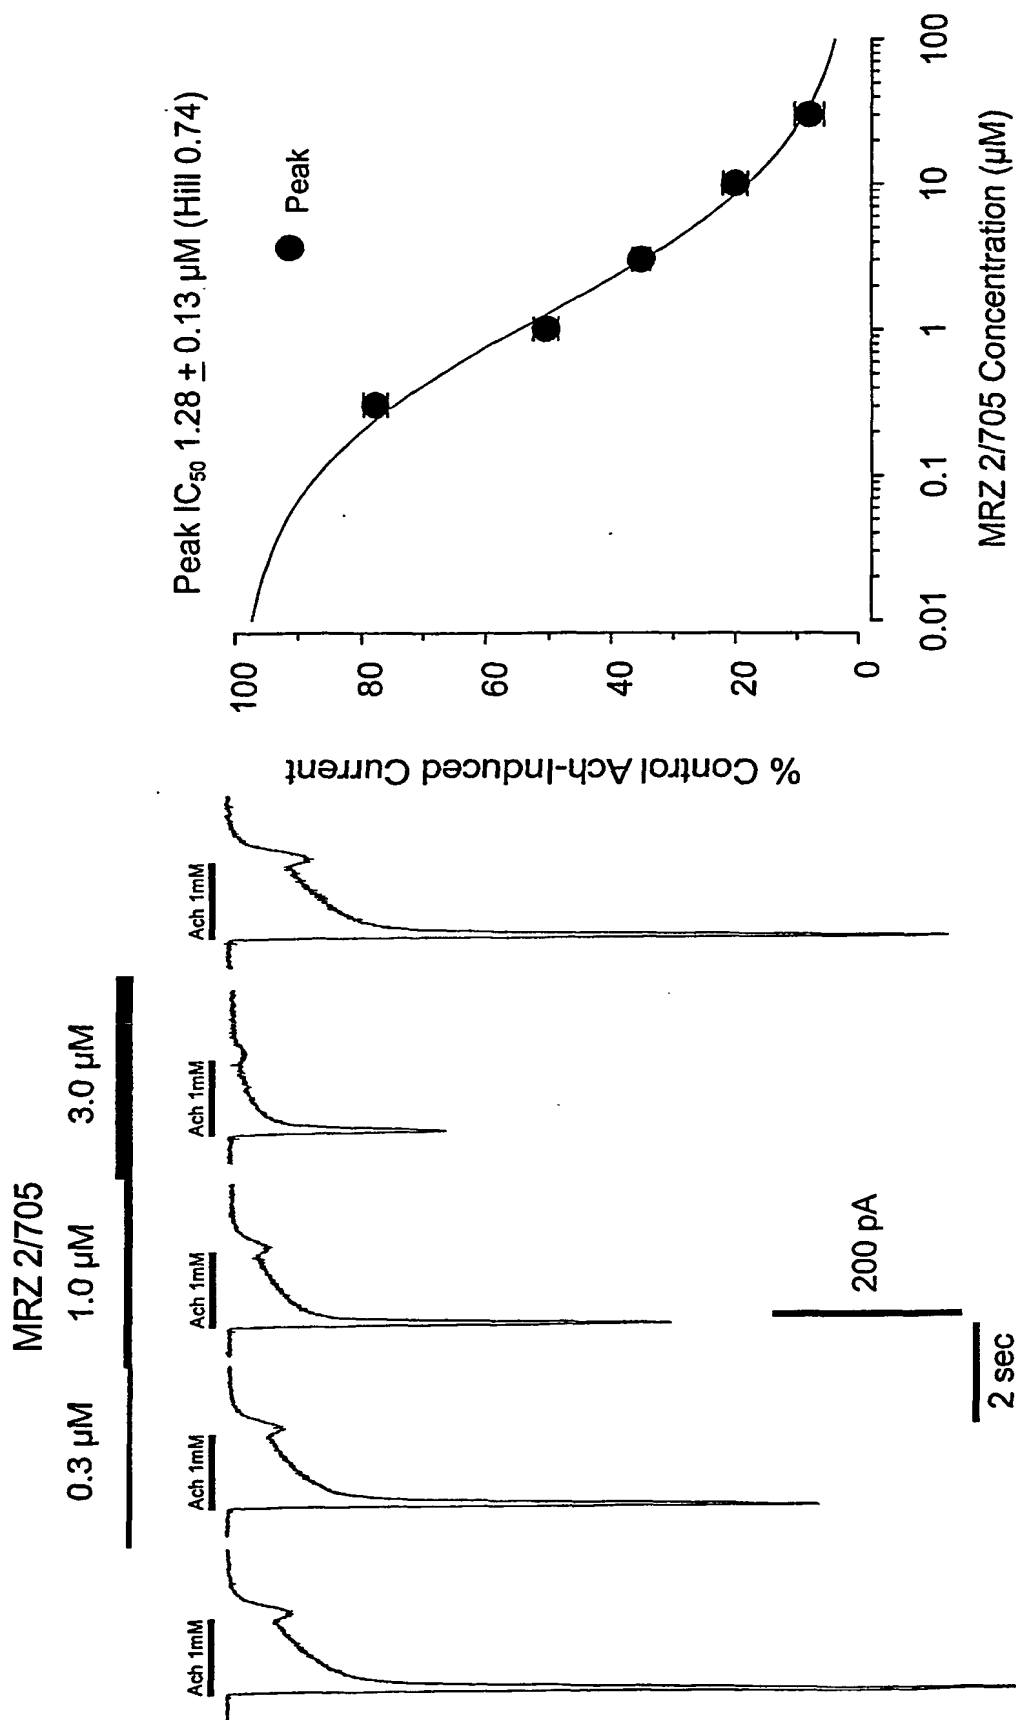 MRZ 2/705
0.3 µM 1.0 µM 3.0 µM
Ach 1mM Ach 1mM Ach 1mM Ach 1mM Ach 1mM
200 pA
2 sec
Peak IC50 1.28 ± 0.13 µM (Hill 0.74)
Peak
% Control Ach-Induced Current
100
80
60
40
20
0
0.01 0.1 1 10 100
MRZ 2/705 Concentration (µM)